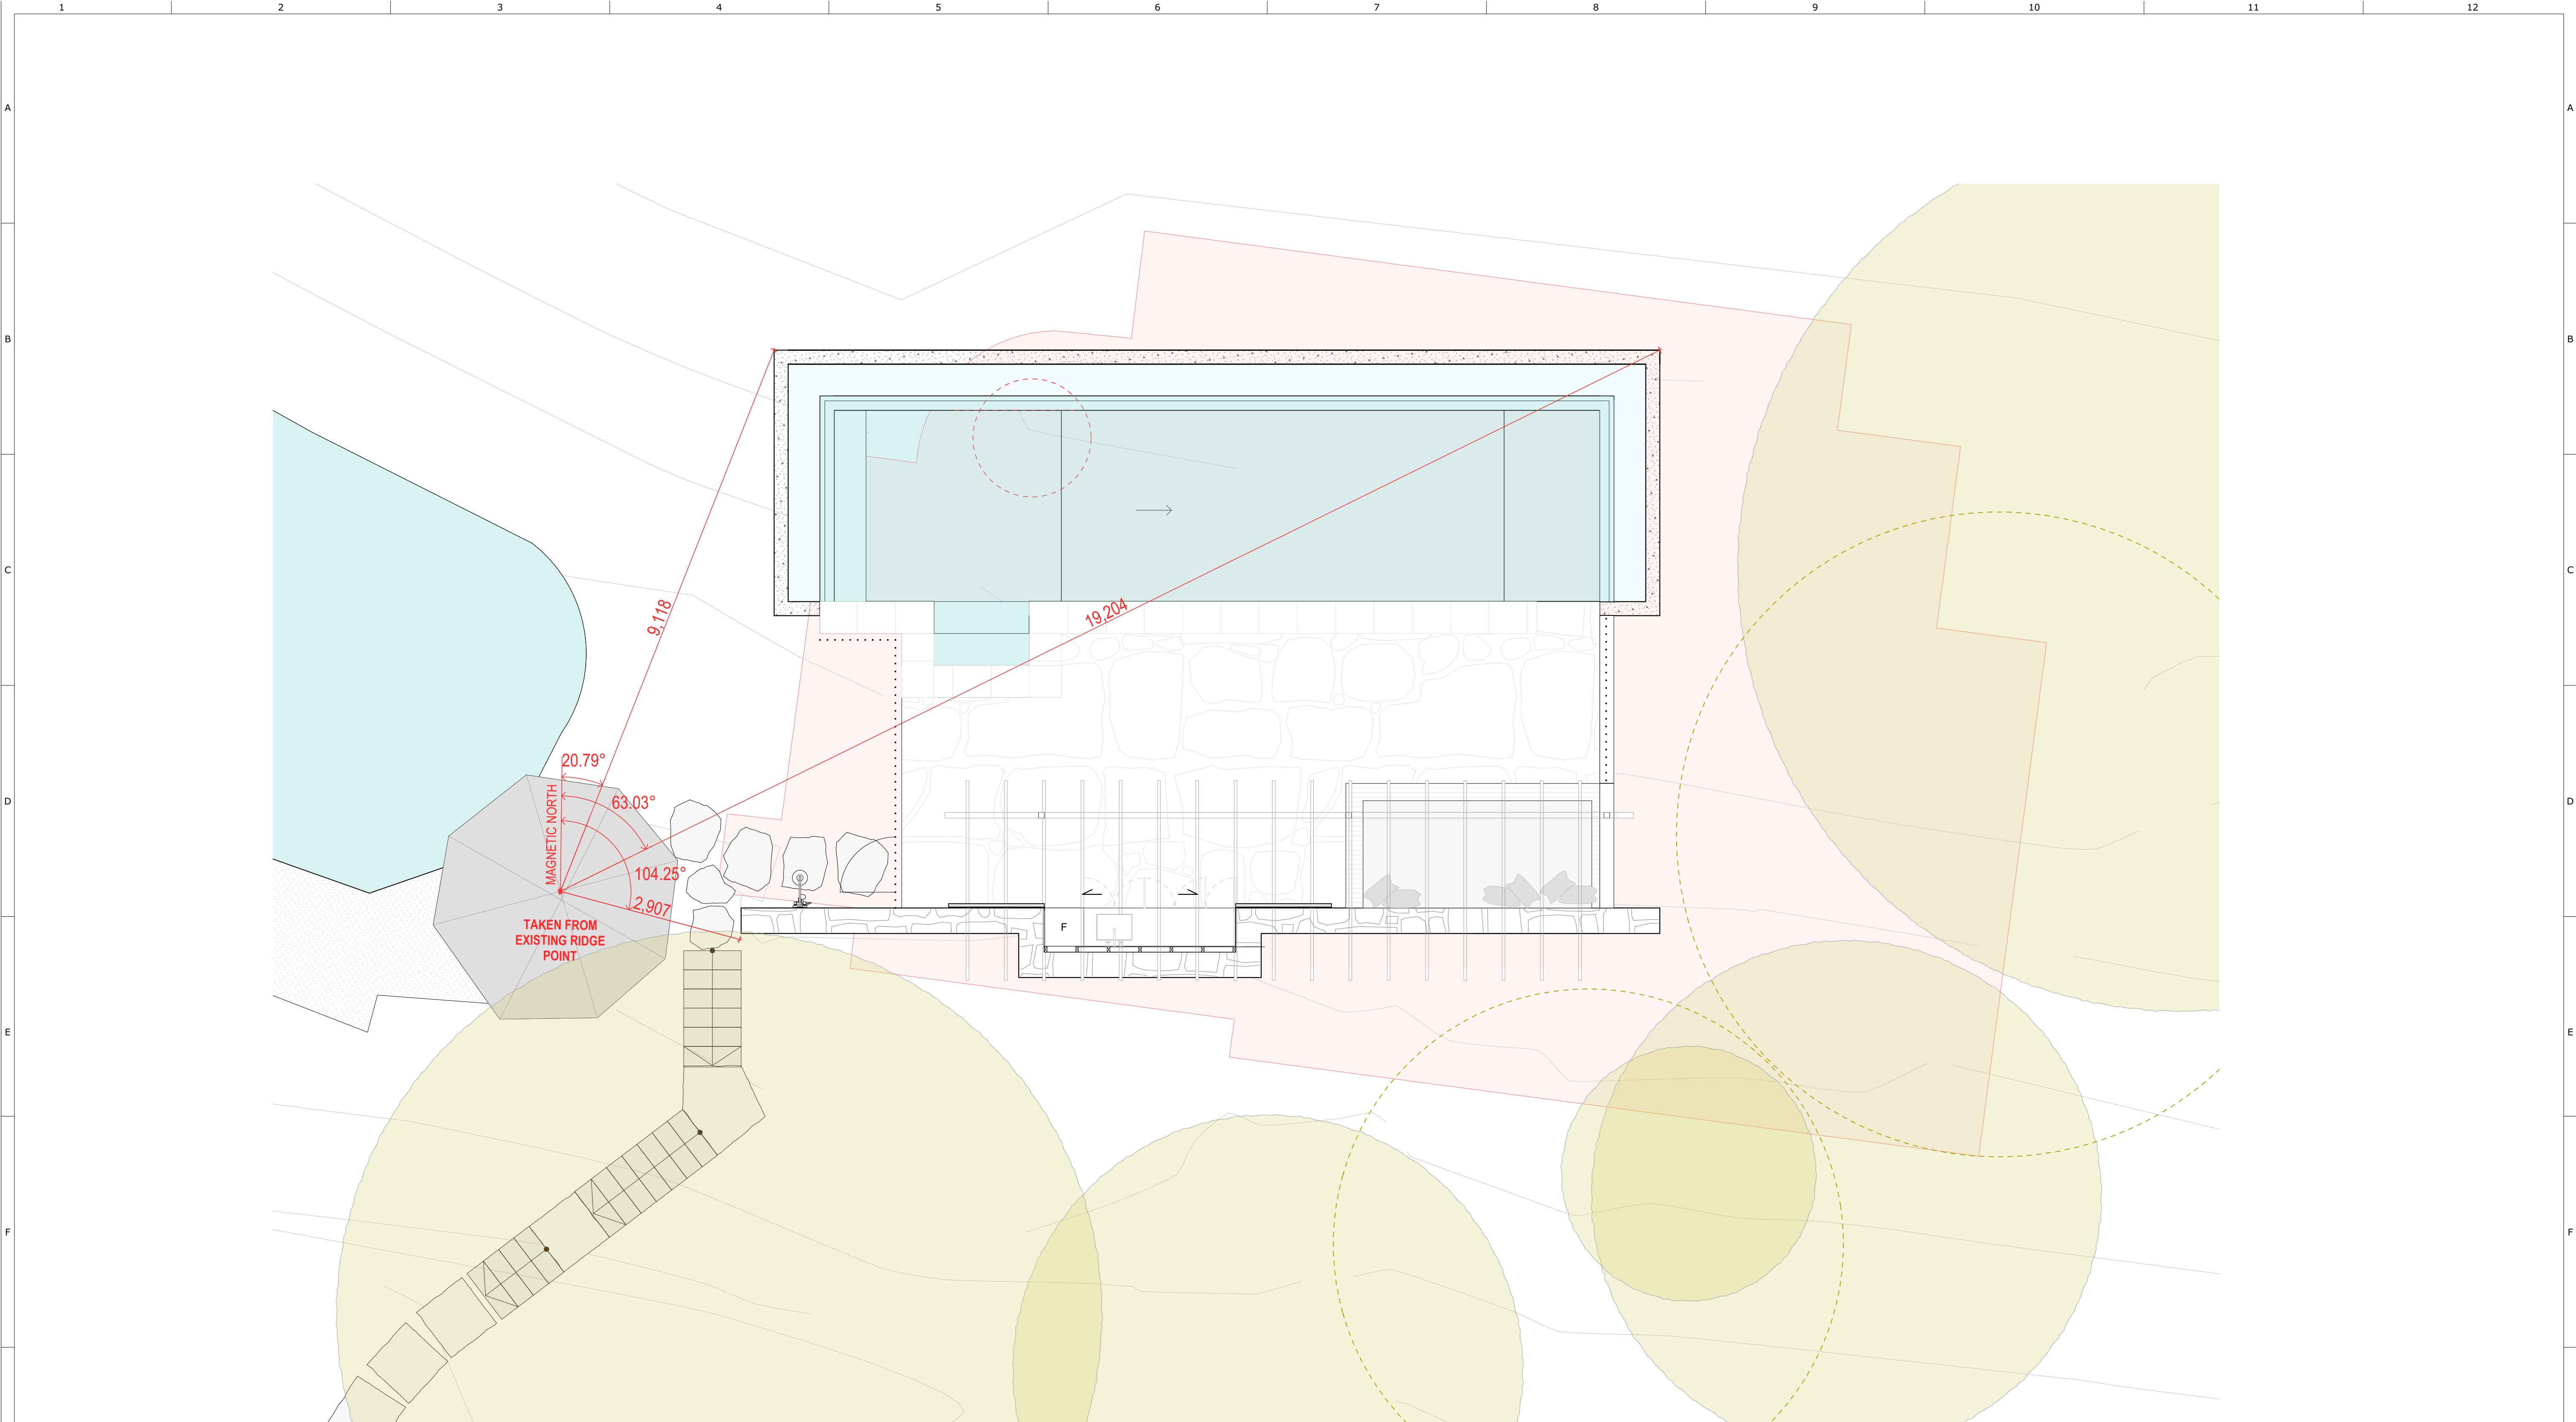 1 2 3 4 5 6 7 8 9 10 11 12
A A
B B
C C
9,118
19,204
20.79°
D D
63.03°
MAGNETIC NORTH
104.25°
2,907
TAKEN FROM
EXISTING RIDGE
POINT
F
E E
F F